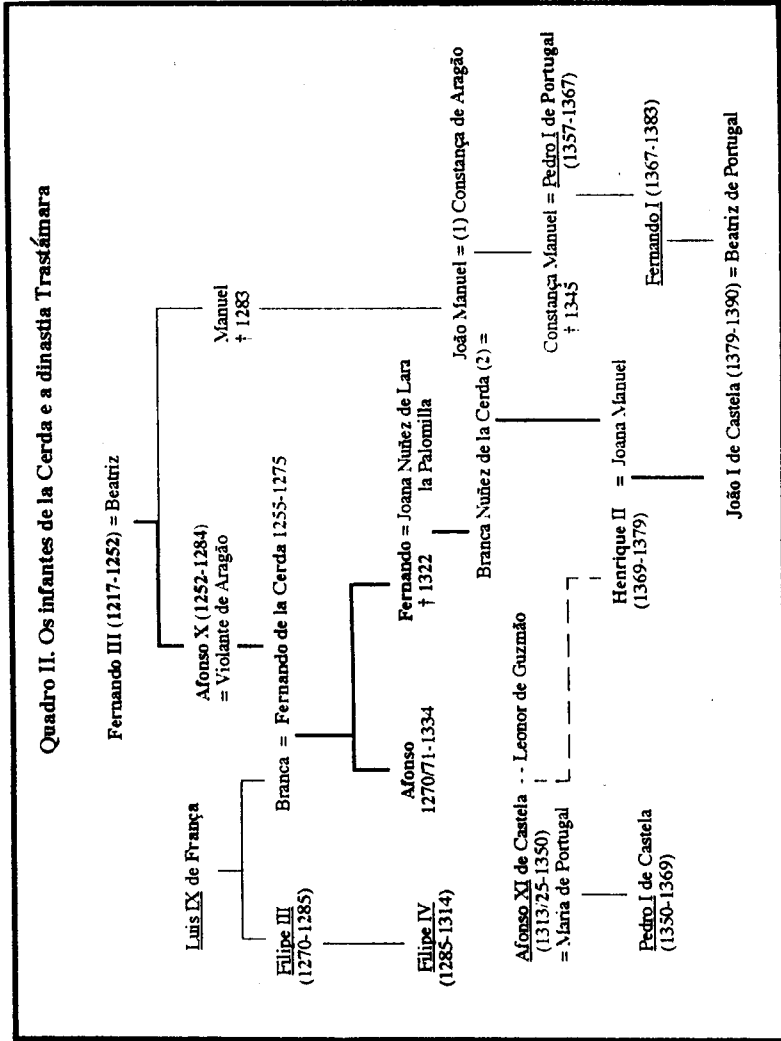 Quadro II. Os infantes de la Cerda e a dinastia Trastámara
Fernando III (1217-1252) = Beatriz
Luis IX de França
Afonso X (1252-1284)
= Violante de Aragão
Manuel
† 1283
Filipe III
(1270-1285)
Branca = Fernando de la Cerda 1255-1275
Filipe IV
(1285-1314)
Afonso
1270/71-1334
Fernando = Joana Nuñez de Lara
† 1322 la Palomilla
João Manuel = (1) Constança de Aragão
Branca Nuñez de la Cerda (2) =
Afonso XI de Castela - - Leonor de Guzmão
(1313/25-1350)
= Maria de Portugal
Constança Manuel = Pedro I de Portugal
† 1345 (1357-1367)
Pedro I de Castela
(1350-1369)
Henrique II = Joana Manuel
(1369-1379)
Fernando I (1367-1383)
João I de Castela (1379-1390) = Beatriz de Portugal